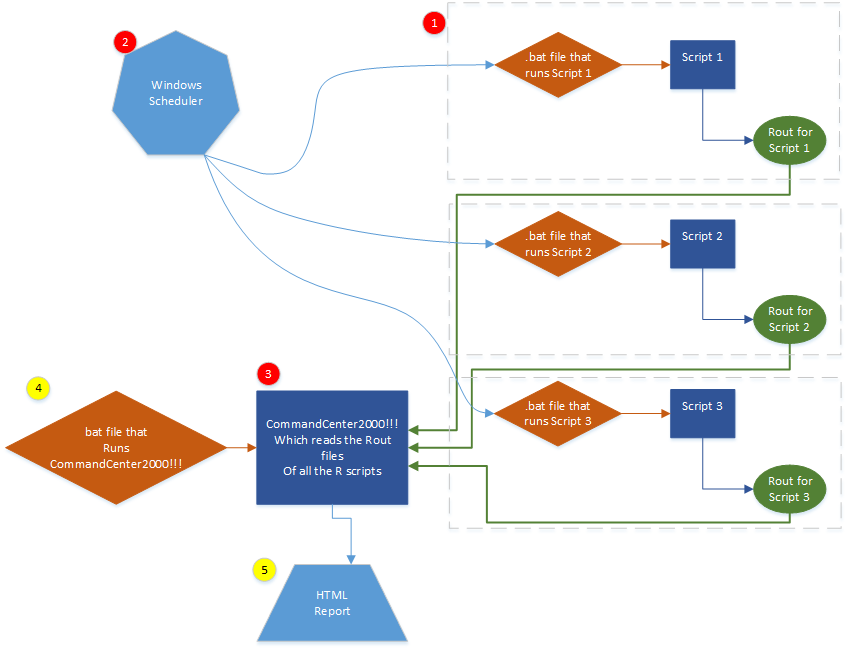 1
.bat file that
runs Script 1
Script 1
Rout for
Script 1
2
Windows
Scheduler
.bat file that
runs Script 2
Script 2
Rout for
Script 2
.bat file that
runs Script 3
Script 3
Rout for
Script 3
3
CommandCenter2000!!!
Which reads the Rout
files
Of all the R scripts
4
bat file that
Runs
CommandCenter2000!!!
5
HTML
Report